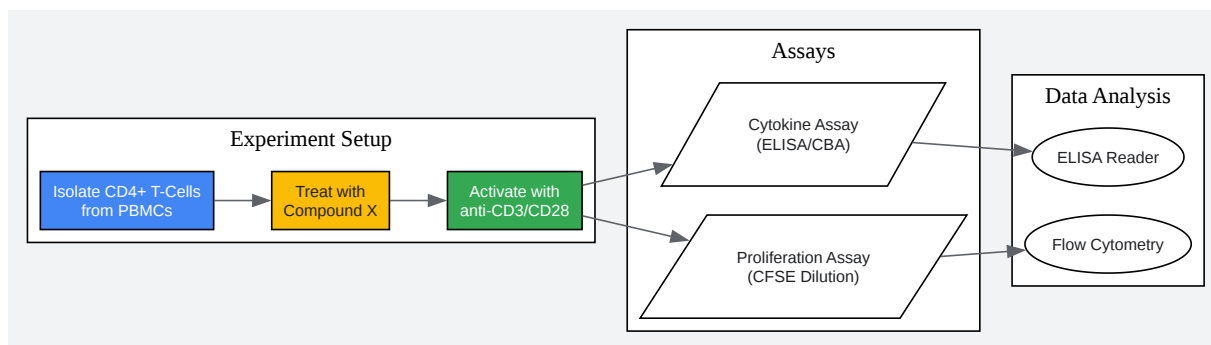 Experiment Setup
Isolate CD4+ T-Cells
from PBMCs
Treat with
Compound X
Activate with
anti-CD3/CD28
Assays
Cytokine Assay
(ELISA/CBA)
Proliferation Assay
(CFSE Dilution)
Data Analysis
ELISA Reader
Flow Cytometry